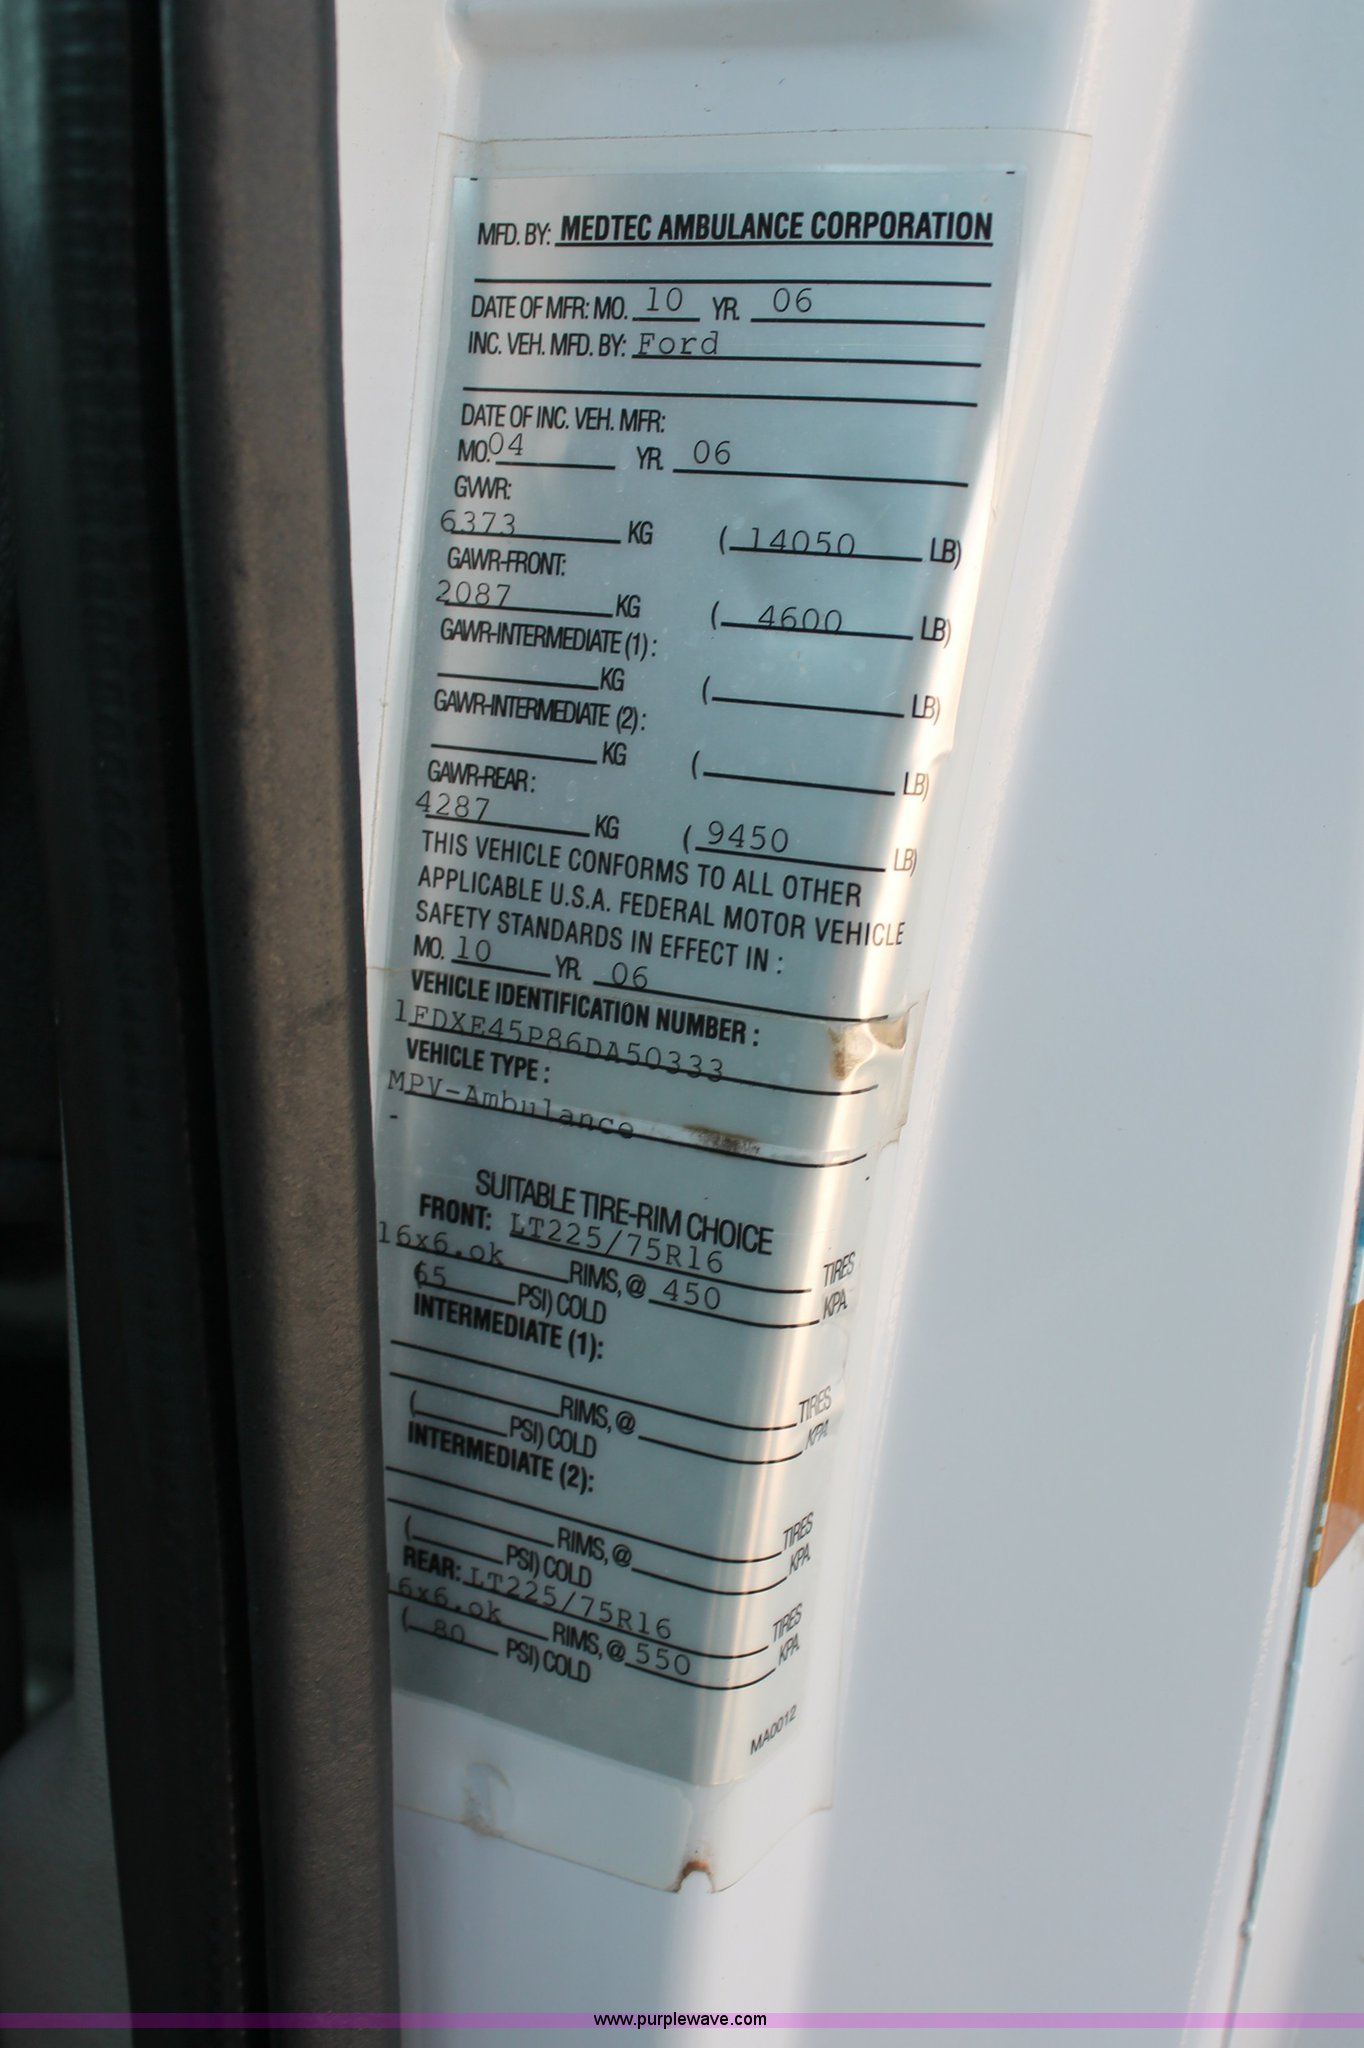 MFD. BY: MEDTEC AMBULANCE CORPORATION
DATE OF MFR: MO. 10 YR. 06
INC. VEH. MFD. BY: Ford
DATE OF INC. VEH. MFR:
MO. 04 YR. 06
GVWR:
6373 KG ( 14050 LB)
GAWR-FRONT:
2087 KG ( 4600 LB)
GAWR-INTERMEDIATE (1) :
KG ( LB)
GAWR-INTERMEDIATE (2) :
KG ( LB)
GAWR-REAR :
4287 KG ( 9450 LB)
THIS VEHICLE CONFORMS TO ALL OTHER
APPLICABLE U.S.A. FEDERAL MOTOR VEHICLE
SAFETY STANDARDS IN EFFECT IN :
MO. 10 YR. 06
VEHICLE IDENTIFICATION NUMBER :
1FDXE45P86DA50333
VEHICLE TYPE :
MPV-Ambulance
SUITABLE TIRE-RIM CHOICE
FRONT: LT225/75R16 TIRES
16x6.ok RIMS, @ 450 KPA.
(65 PSI) COLD
INTERMEDIATE (1):
TIRES
RIMS, @ KPA.
( PSI) COLD
INTERMEDIATE (2):
TIRES
RIMS, @ KPA.
( PSI) COLD
REAR: LT225/75R16 TIRES
16x6.ok RIMS, @ 550 KPA.
( 80 PSI) COLD
MA0012
www.purplewave.com